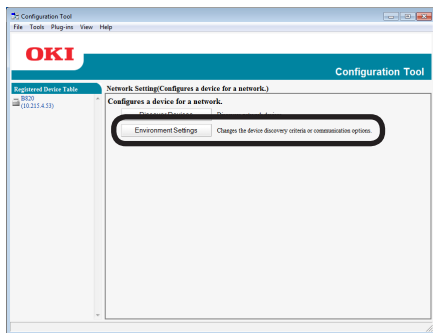 Configuration Tool
File Tools Plug-ins View Help
OKI
Configuration Tool
Registered Device Table
B820
(10.215.4.53)
Network Setting(Configures a device for a network.)
Configures a device for a network.
Environment Settings Changes the device discovery criteria or communication options.